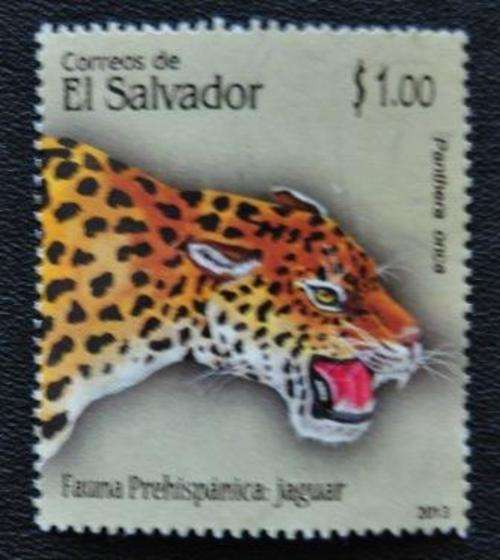 Correos de
El Salvador
$1.00
Panthera onca
Fauna Prehispánica: jaguar
2013